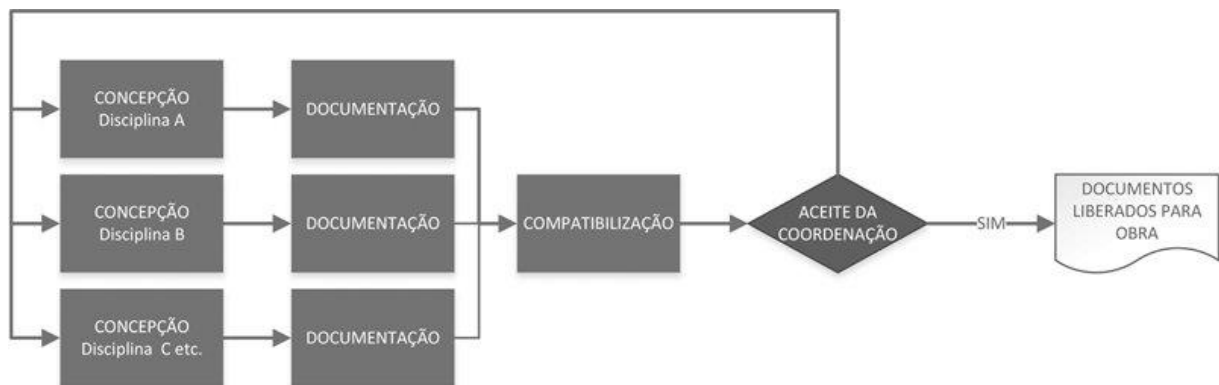 CONCEPÇÃO
Disciplina A
DOCUMENTAÇÃO
CONCEPÇÃO
Disciplina B
DOCUMENTAÇÃO
COMPATIBILIZAÇÃO
ACEITE DA
COORDENAÇÃO
SIM
DOCUMENTOS
LIBERADOS PARA
OBRA
CONCEPÇÃO
Disciplina C etc.
DOCUMENTAÇÃO